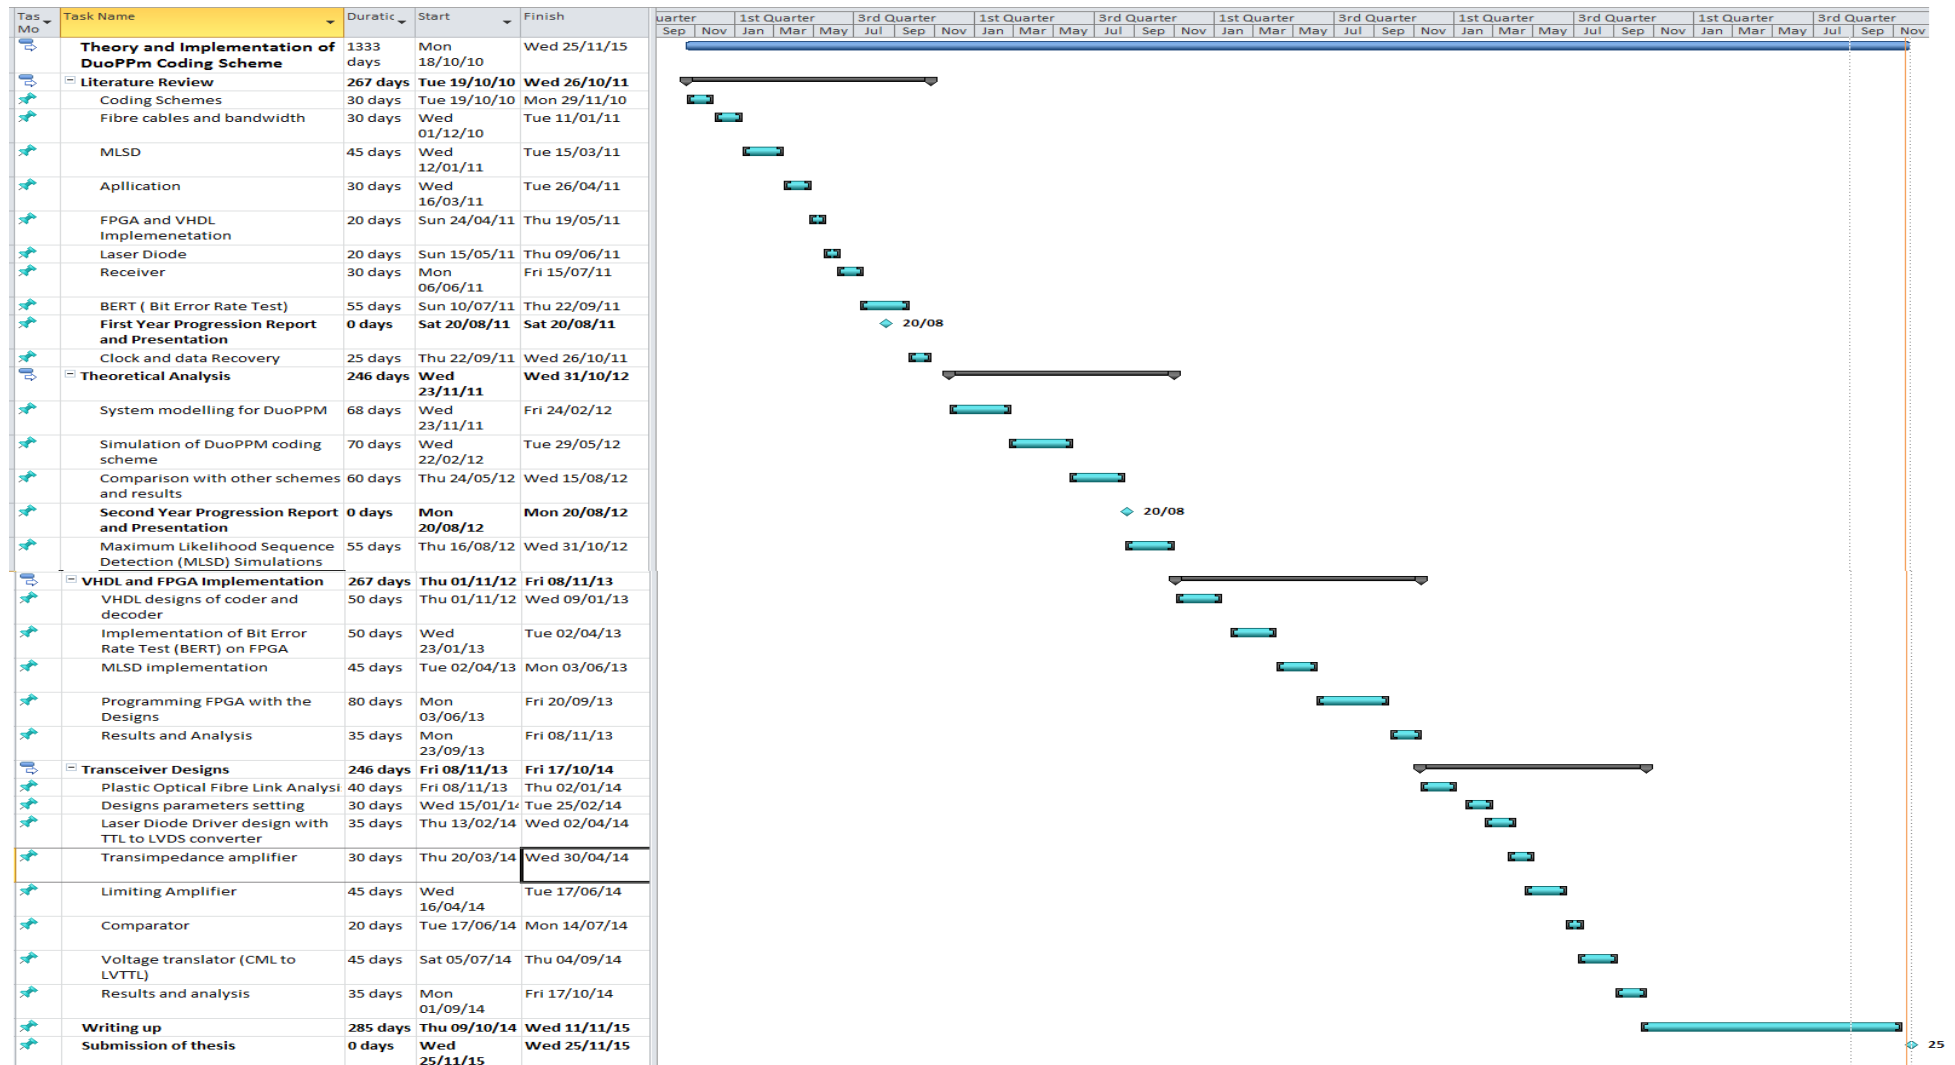 Tas Mo Task Name Duratic Start Finish
uarter 1st Quarter 3rd Quarter 1st Quarter 3rd Quarter 1st Quarter 3rd Quarter 1st Quarter 3rd Quarter 1st Quarter 3rd Quarter
Sep Nov Jan Mar May Jul Sep Nov Jan Mar May Jul Sep Nov Jan Mar May Jul Sep Nov Jan Mar May Jul Sep Nov Jan Mar May Jul Sep Nov
Theory and Implementation of 1333 Mon Wed 25/11/15
DuoPPm Coding Scheme days 18/10/10
Literature Review 267 days Tue 19/10/10 Wed 26/10/11
Coding Schemes 30 days Tue 19/10/10 Mon 29/11/10
Fibre cables and bandwidth 30 days Wed Tue 11/01/11
01/12/10
MLSD 45 days Wed Tue 15/03/11
12/01/11
Apllication 30 days Wed Tue 26/04/11
16/03/11
FPGA and VHDL 20 days Sun 24/04/11 Thu 19/05/11
Implemenetation
Laser Diode 20 days Sun 15/05/11 Thu 09/06/11
Receiver 30 days Mon Fri 15/07/11
06/06/11
BERT ( Bit Error Rate Test) 55 days Sun 10/07/11 Thu 22/09/11
First Year Progression Report 0 days Sat 20/08/11 Sat 20/08/11 20/08
and Presentation
Clock and data Recovery 25 days Thu 22/09/11 Wed 26/10/11
Theoretical Analysis 246 days Wed Wed 31/10/12
23/11/11
System modelling for DuoPPM 68 days Wed Fri 24/02/12
23/11/11
Simulation of DuoPPM coding 70 days Wed Tue 29/05/12
scheme 22/02/12
Comparison with other schemes 60 days Thu 24/05/12 Wed 15/08/12
and results
Second Year Progression Report 0 days Mon Mon 20/08/12 20/08
and Presentation 20/08/12
Maximum Likelihood Sequence 55 days Thu 16/08/12 Wed 31/10/12
Detection (MLSD) Simulations
VHDL and FPGA Implementation 267 days Thu 01/11/12 Fri 08/11/13
VHDL designs of coder and 50 days Thu 01/11/12 Wed 09/01/13
decoder
Implementation of Bit Error 50 days Wed Tue 02/04/13
Rate Test (BERT) on FPGA 23/01/13
MLSD implementation 45 days Tue 02/04/13 Mon 03/06/13
Programming FPGA with the 80 days Mon Fri 20/09/13
Designs 03/06/13
Results and Analysis 35 days Mon Fri 08/11/13
23/09/13
Transceiver Designs 246 days Fri 08/11/13 Fri 17/10/14
Plastic Optical Fibre Link Analysi 40 days Fri 08/11/13 Thu 02/01/14
Designs parameters setting 30 days Wed 15/01/14 Tue 25/02/14
Laser Diode Driver design with 35 days Thu 13/02/14 Wed 02/04/14
TTL to LVDS converter
Transimpedance amplifier 30 days Thu 20/03/14 Wed 30/04/14
Limiting Amplifier 45 days Wed Tue 17/06/14
16/04/14
Comparator 20 days Tue 17/06/14 Mon 14/07/14
Voltage translator (CML to 45 days Sat 05/07/14 Thu 04/09/14
LVTTL)
Results and analysis 35 days Mon Fri 17/10/14
01/09/14
Writing up 285 days Thu 09/10/14 Wed 11/11/15
Submission of thesis 0 days Wed Wed 25/11/15 25
25/11/15